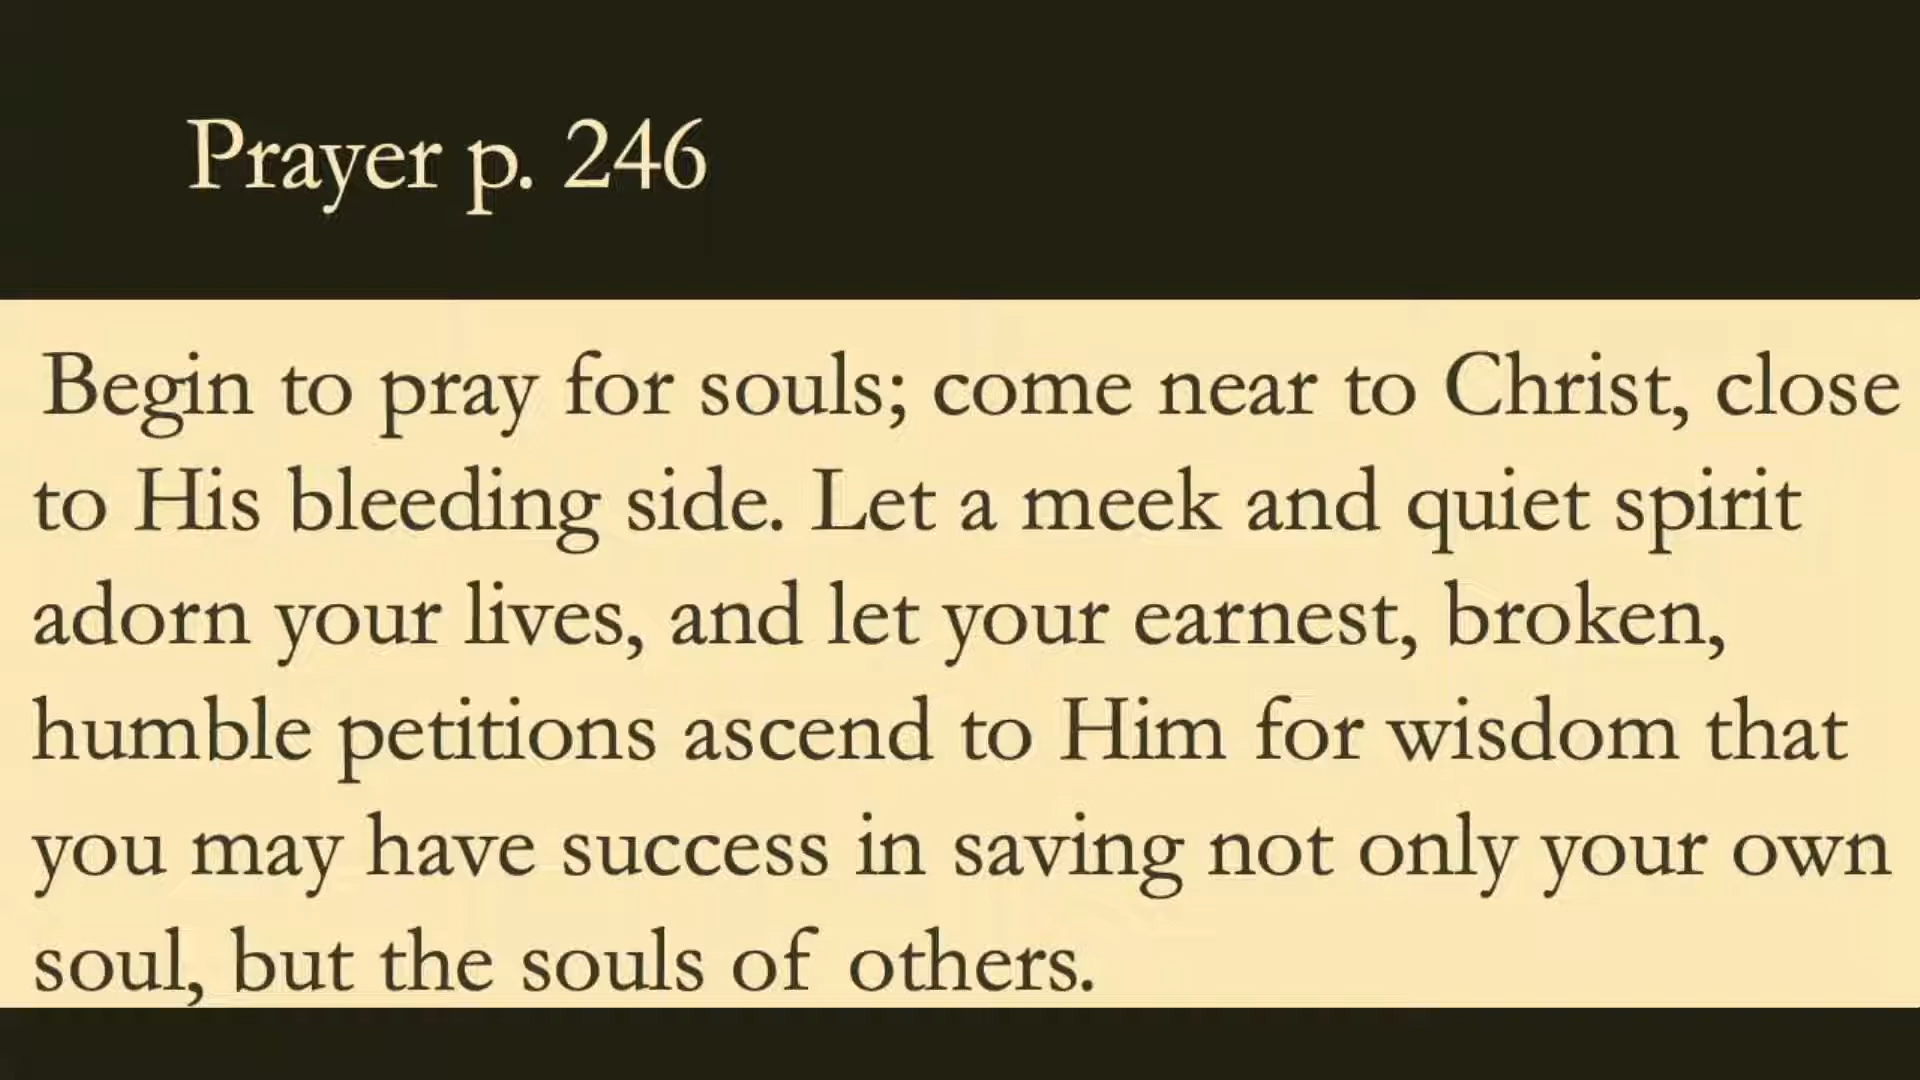 Prayer p. 246
Begin to pray for souls; come near to Christ, close
to His bleeding side. Let a meek and quiet spirit
adorn your lives, and let your earnest, broken,
humble petitions ascend to Him for wisdom that
you may have success in saving not only your own
soul, but the souls of others.